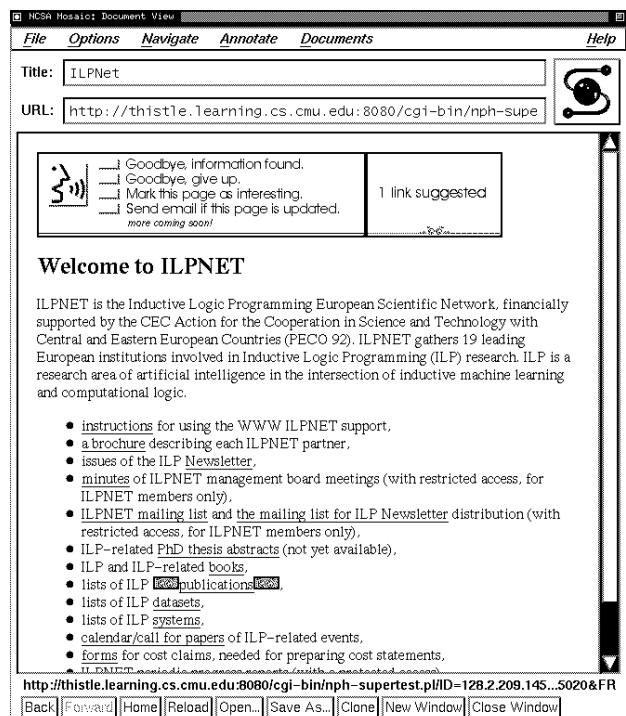 NCSA Mosaic: Document View
File Options Navigate Annotate Documents Help
Title: ILPNet
URL: http://thistle.learning.cs.cmu.edu:8080/cgi-bin/nph-supe
Goodbye, information found.
Goodbye, give up.
Mark this page as interesting.
Send email if this page is updated.
more coming soon!
1 link suggested
Welcome to ILPNET
ILPNET is the Inductive Logic Programming European Scientific Network, financially
supported by the CEC Action for the Cooperation in Science and Technology with
Central and Eastern European Countries (PECO 92). ILPNET gathers 19 leading
European institutions involved in Inductive Logic Programming (ILP) research. ILP is a
research area of artificial intelligence in the intersection of inductive machine learning
and computational logic.
● instructions for using the WWW ILPNET support,
● a brochure describing each ILPNET partner,
● issues of the ILP Newsletter,
● minutes of ILPNET management board meetings (with restricted access, for
ILPNET members only),
● ILPNET mailing list and the mailing list for ILP Newsletter distribution (with
restricted access, for ILPNET members only),
● ILP-related PhD thesis abstracts (not yet available),
● ILP and ILP-related books,
● lists of ILP publications,
● lists of ILP datasets,
● lists of ILP systems,
● calendar/call for papers of ILP-related events,
● forms for cost claims, needed for preparing cost statements,
● ILPNET periodic progress reports (with a protected access)
http://thistle.learning.cs.cmu.edu:8080/cgi-bin/nph-supertest.pl/ID=128.2.209.145...5020&FR
Back Forward Home Reload Open... Save As... Clone New Window Close Window